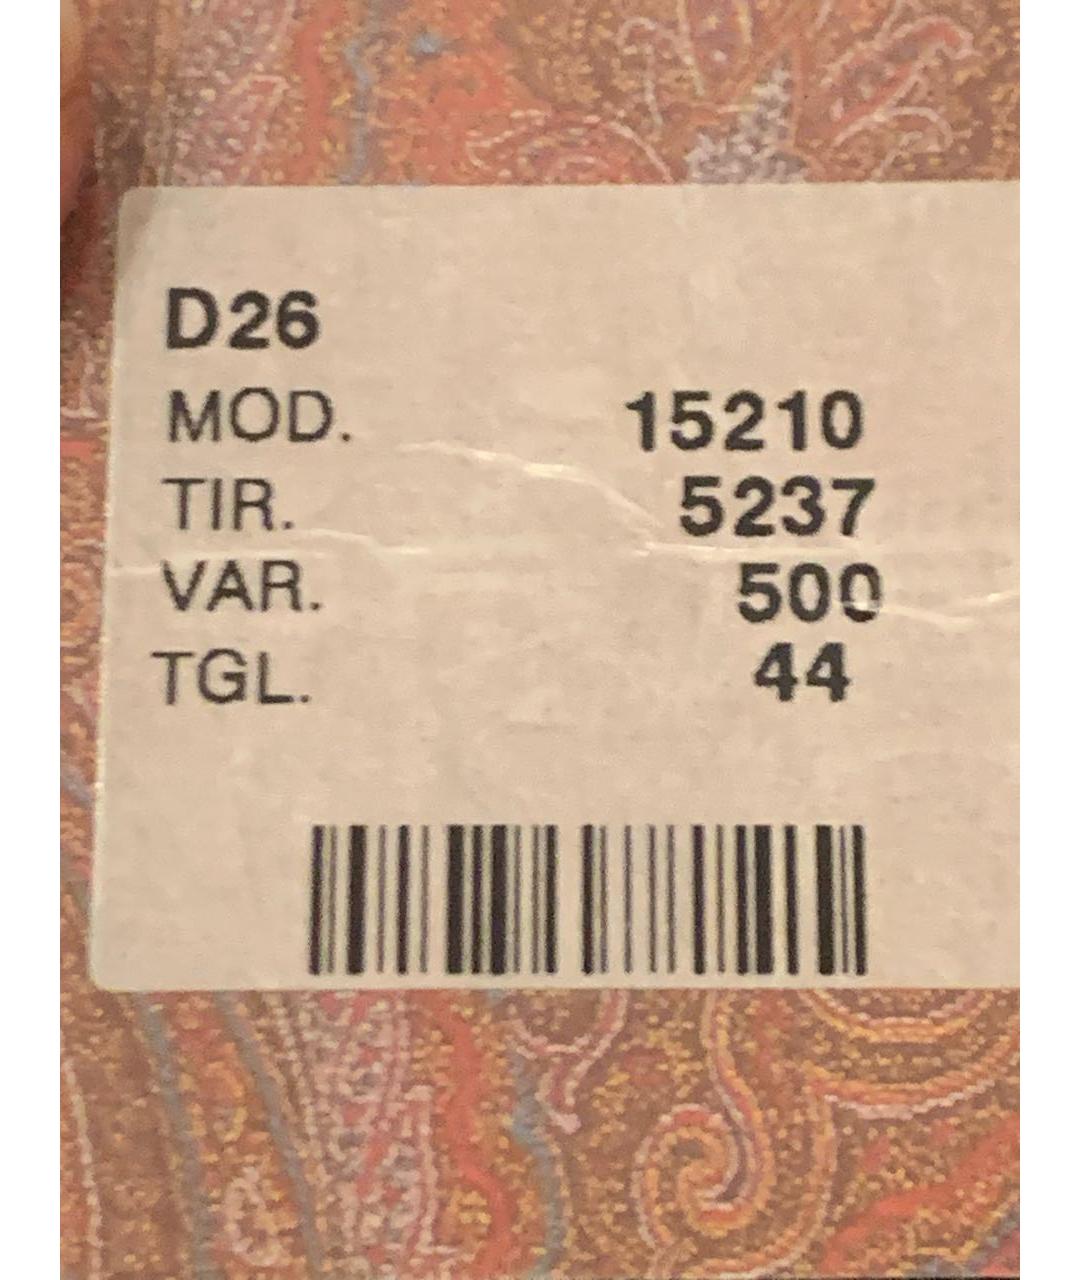 D26
MOD. 15210
TIR. 5237
VAR. 500
TGL. 44